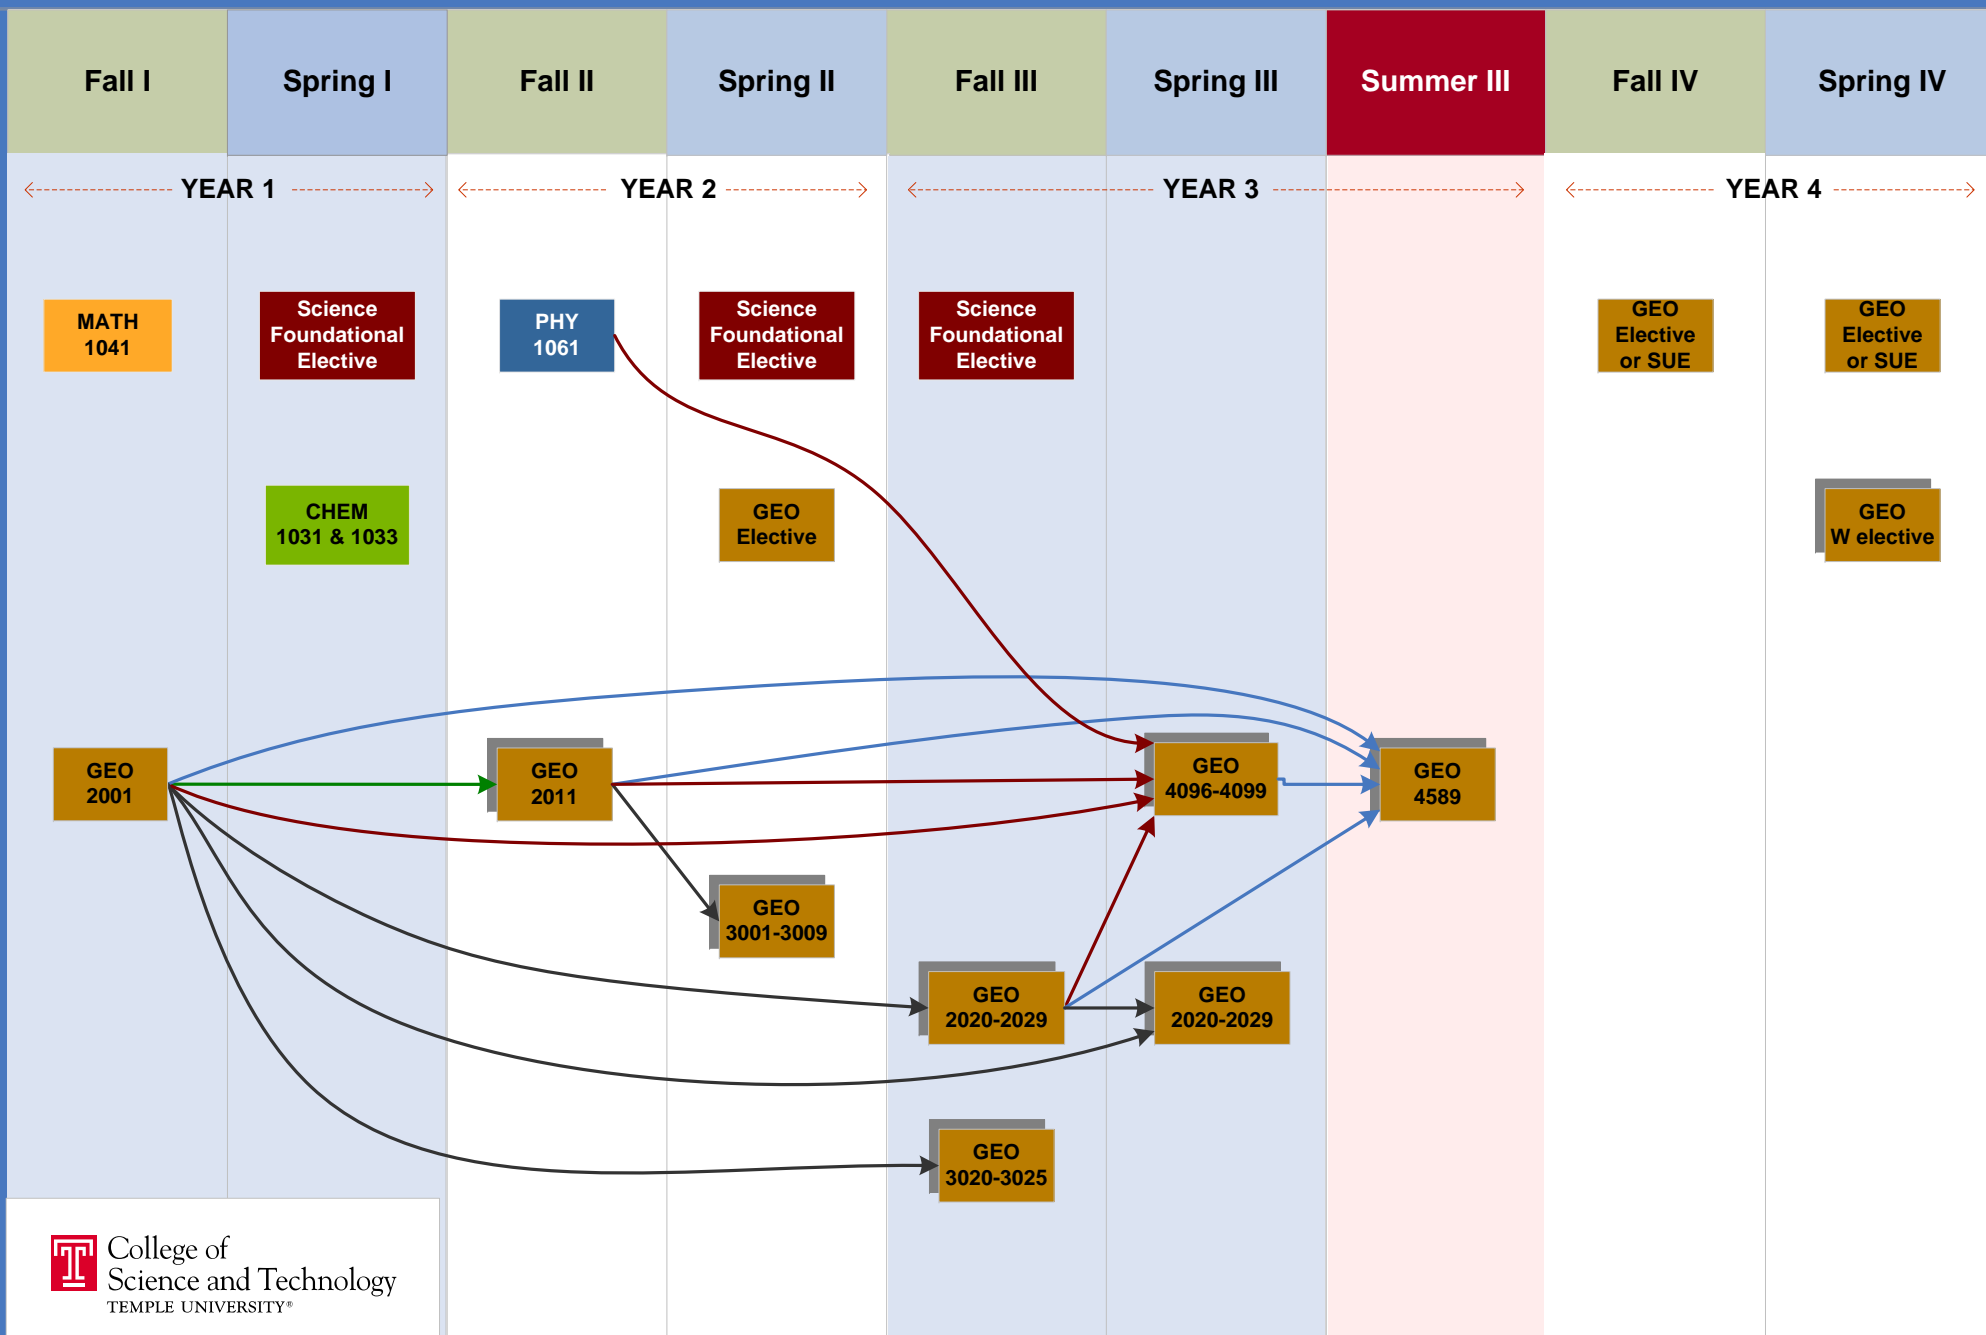 Fall I
Spring I
Fall II
Spring II
Fall III
Spring III
Summer III
Fall IV
Spring IV
YEAR 1
YEAR 2
YEAR 3
YEAR 4
MATH
1041
Science
Foundational
Elective
PHY
1061
Science
Foundational
Elective
Science
Foundational
Elective
GEO
Elective
or SUE
GEO
Elective
or SUE
CHEM
1031 & 1033
GEO
Elective
GEO
W elective
GEO
2001
GEO
2011
GEO
4096-4099
GEO
4589
GEO
3001-3009
GEO
2020-2029
GEO
2020-2029
GEO
3020-3025
College of
Science and Technology
TEMPLE UNIVERSITY®